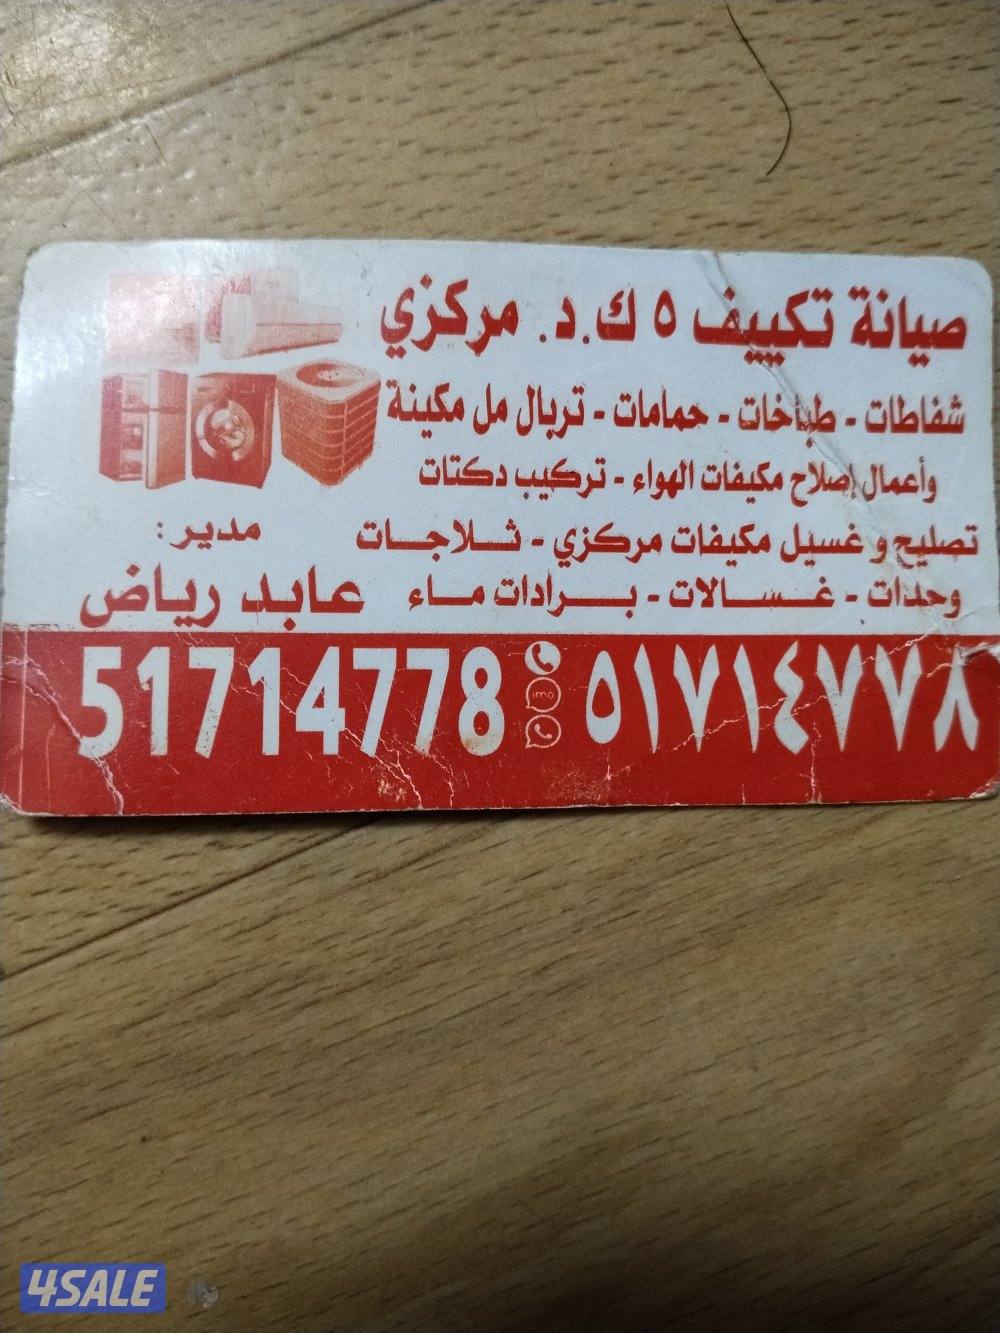 صيانة تكييف ٥ ك.د. مركزي
شفاطات - طباخات - حمامات - تربال مل مكينة
وأعمال إصلاح مكيفات الهواء - تركيب دكتات
تصليح و غسيل مكيفات مركزي - ثلاجات
وحدات - غسالات - برادات ماء
مدير :
عابد رياض
51714778
imo
٥١٧١٤٧٧٨
4SALE